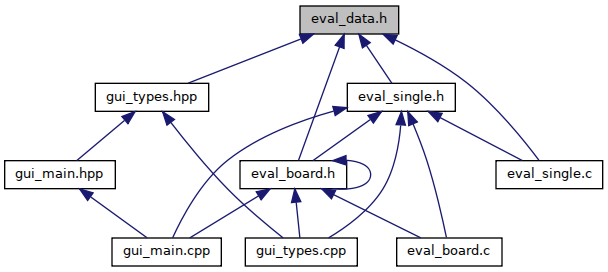 eval_data.h
gui_types.hpp
eval_single.h
gui_main.hpp
eval_board.h
eval_single.c
gui_main.cpp
gui_types.cpp
eval_board.c